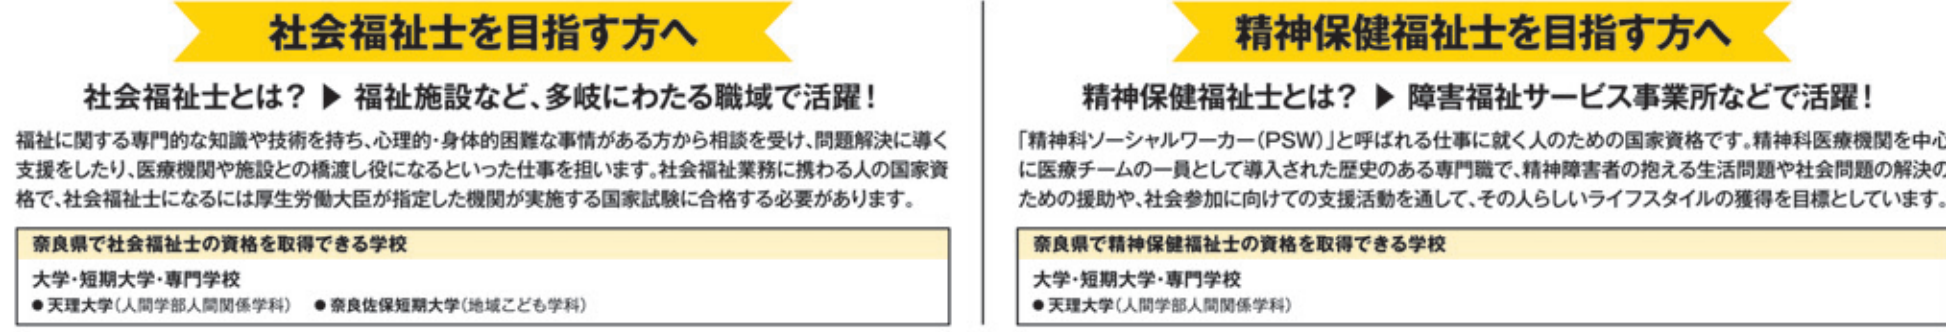 社会福祉士を目指す方へ
社会福祉士とは? ▶ 福祉施設など、多岐にわたる職域で活躍!
福祉に関する専門的な知識や技術を持ち、心理的・身体的困難な事情がある方から相談を受け、問題解決に導く
支援をしたり、医療機関や施設との橋渡し役になるといった仕事を担います。社会福祉業務に携わる人の国家資
格で、社会福祉士になるには厚生労働大臣が指定した機関が実施する国家試験に合格する必要があります。
奈良県で社会福祉士の資格を取得できる学校
大学・短期大学・専門学校
●天理大学(人間学部人間関係学科) ●奈良佐保短期大学(地域こども学科)
精神保健福祉士を目指す方へ
精神保健福祉士とは? ▶ 障害福祉サービス事業所などで活躍!
「精神科ソーシャルワーカー(PSW)」と呼ばれる仕事に就く人のための国家資格です。精神科医療機関を中心
に医療チームの一員として導入された歴史のある専門職で、精神障害者の抱える生活問題や社会問題の解決の
ための援助や、社会参加に向けての支援活動を通して、その人らしいライフスタイルの獲得を目標としています。
奈良県で精神保健福祉士の資格を取得できる学校
大学・短期大学・専門学校
●天理大学(人間学部人間関係学科)